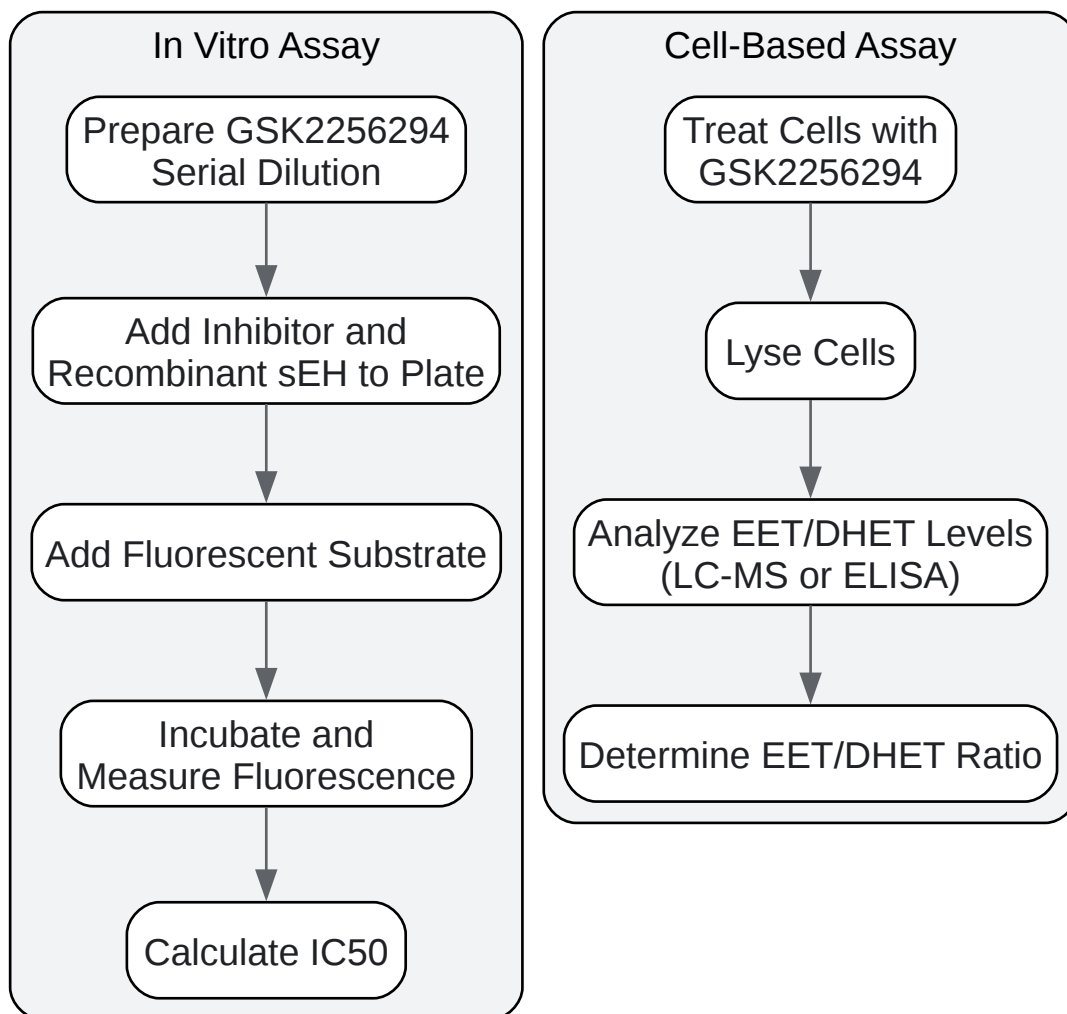 In Vitro Assay
Prepare GSK2256294
Serial Dilution
Add Inhibitor and
Recombinant sEH to Plate
Add Fluorescent Substrate
Incubate and
Measure Fluorescence
Calculate IC50
Cell-Based Assay
Treat Cells with
GSK2256294
Lyse Cells
Analyze EET/DHET Levels
(LC-MS or ELISA)
Determine EET/DHET Ratio